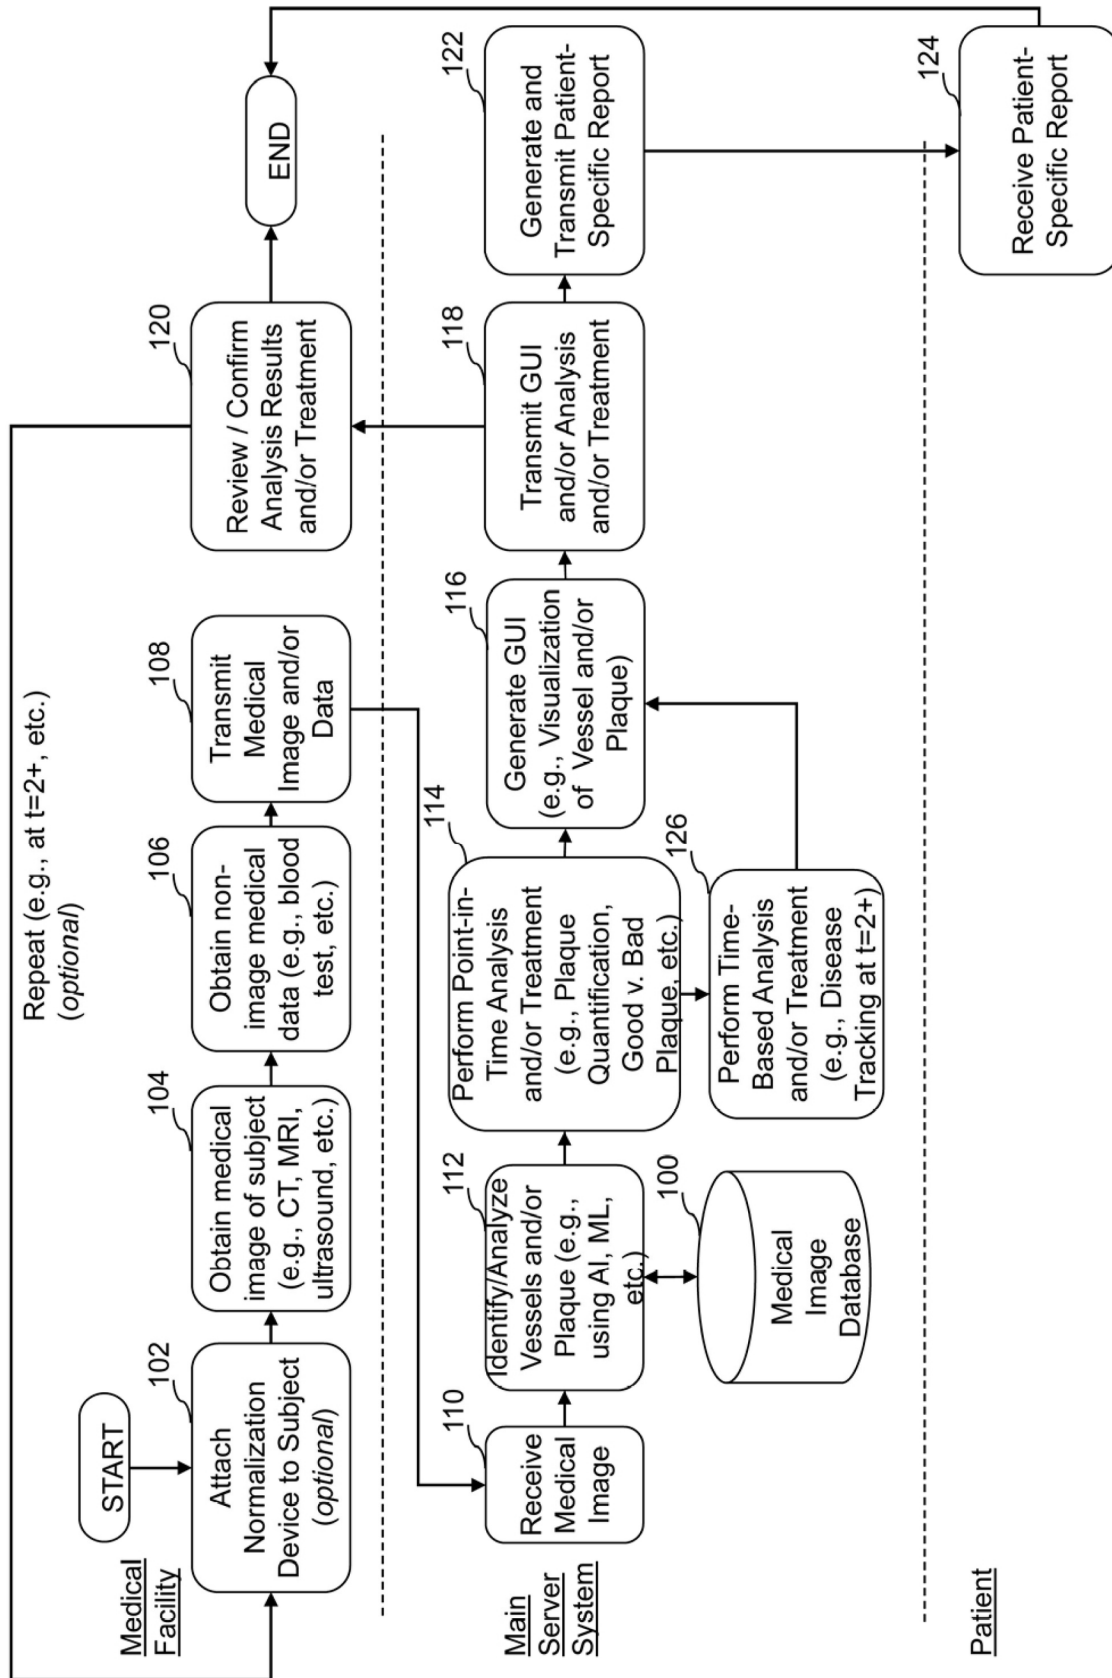 Repeat (e.g., at t=2+, etc.)
(optional)
Medical
Facility
START
102
Attach
Normalization
Device to Subject
(optional)
104
Obtain medical
image of subject
(e.g., CT, MRI,
ultrasound, etc.)
106
Obtain non-
image medical
data (e.g., blood
test, etc.)
108
Transmit
Medical
Image and/or
Data
120
Review / Confirm
Analysis Results
and/or Treatment
END
Main
Server
System
110
Receive
Medical
Image
112
Identify/Analyze
Vessels and/or
Plaque (e.g.,
using AI, ML,
etc.)
100
Medical
Image
Database
114
Perform Point-in-
Time Analysis
and/or Treatment
(e.g., Plaque
Quantification,
Good v. Bad
Plaque, etc.)
126
Perform Time-
Based Analysis
and/or Treatment
(e.g., Disease
Tracking at t=2+)
116
Generate GUI
(e.g., Visualization
of Vessel and/or
Plaque)
118
Transmit GUI
and/or Analysis
and/or Treatment
122
Generate and
Transmit Patient-
Specific Report
Patient
124
Receive Patient-
Specific Report